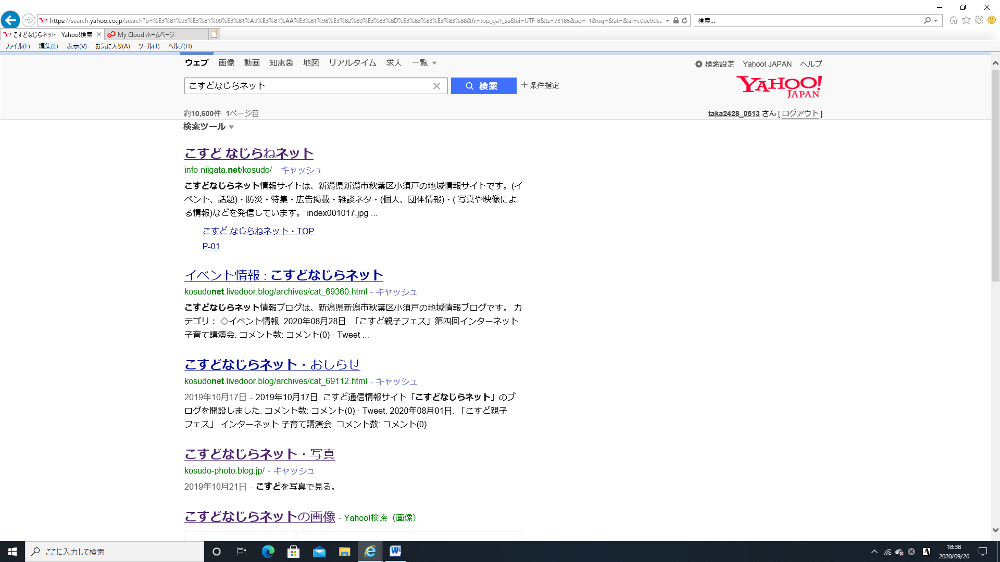 https://search.yahoo.co.jp/search?p=%E3%81%93%E3%81%99%E3%81%A9%E3%81%AA%E3%81%98%E3%82%89%E3%83%8D%E3%83%83%E3%83%88&fr=top_ga1_sa&ei=UTF-8&ts=73185&aq=-1&oq=&at=&ai=c0be9dca
検索...
こすどなじらネット - Yahoo!検索
My Cloud ホームページ
ファイル(F) 編集(E) 表示(V) お気に入り(A) ツール(T) ヘルプ(H)
ウェブ 画像 動画 知恵袋 地図 リアルタイム 求人 一覧
検索設定 Yahoo! JAPAN ヘルプ
こすどなじらネット
検索
+条件指定
YAHOO!
JAPAN
約10,600件 1ページ目
taka2428_0513 さん [ ログアウト ]
検索ツール
こすど なじらねネット
info-niigata.net/kosudo/ - キャッシュ
こすどなじらネット情報サイトは、新潟県新潟市秋葉区小須戸の地域情報サイトです。(イ
ベント、話題)・防災・特集・広告掲載・雑談ネタ・(個人、団体情報)・( 写真や映像によ
る情報)などを発信しています。 index001017.jpg ...
こすど なじらねネット・TOP
P-01
イベント情報 : こすどなじらネット
kosudonet.livedoor.blog/archives/cat_69360.html - キャッシュ
こすどなじらネット情報ブログは、新潟県新潟市秋葉区小須戸の地域情報ブログです。 カ
テゴリ： ◇イベント情報. 2020年08月28日. 「こすど親子フェス」第四回インターネット
子育て講演会. コメント数: コメント(0) · Tweet ...
こすどなじらネット・おしらせ
kosudonet.livedoor.blog/archives/cat_69112.html - キャッシュ
2019年10月17日 - 2019年10月17日. こすど通信情報サイト「こすどなじらネット」のブ
ログを開設しました. コメント数: コメント(0) · Tweet. 2020年08月01日. 「こすど親子
フェス」 インターネット 子育て講演会. コメント数: コメント(0).
こすどなじらネット・写真
kosudo-photo.blog.jp/ - キャッシュ
2019年10月21日 - こすどを写真で見る。
こすどなじらネットの画像 - Yahoo!検索（画像）
ここに入力して検索
18:38
2020/09/26